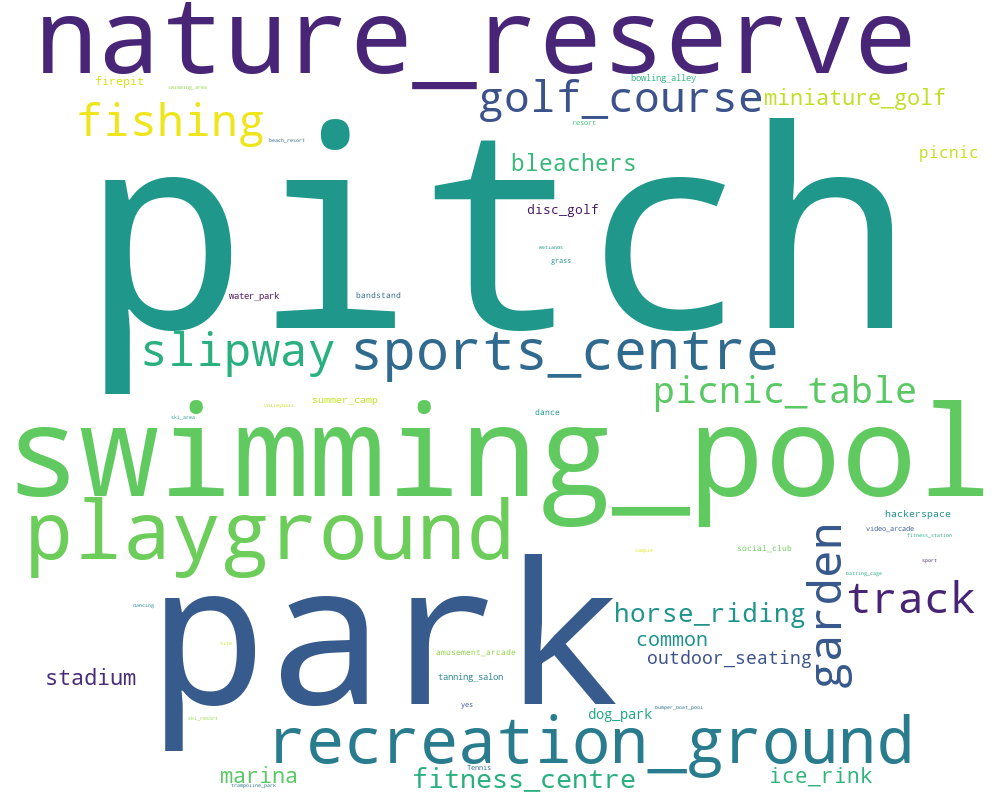 nature_reserve
firepit
swimming_area
bowling_alley
golf_course
miniature_golf
fishing
resort
beach_resort
bleachers
picnic
pitch
disc_golf
wetlands
grass
water_park
bandstand
slipway
sports_centre
picnic_table
summer_camp
volleyball
dance
ski_area
swimming_pool
playground
hackerspace
video_arcade
fitness_station
social_club
sport
batting_cage
garden
track
park
dancing
horse_riding
common
outdoor_seating
amusement_arcade
stadium
tanning_salon
yes
bumper_boat_pool
dog_park
ski_resort
recreation_ground
marina
Tennis
fitness_centre
ice_rink
trampoline_park